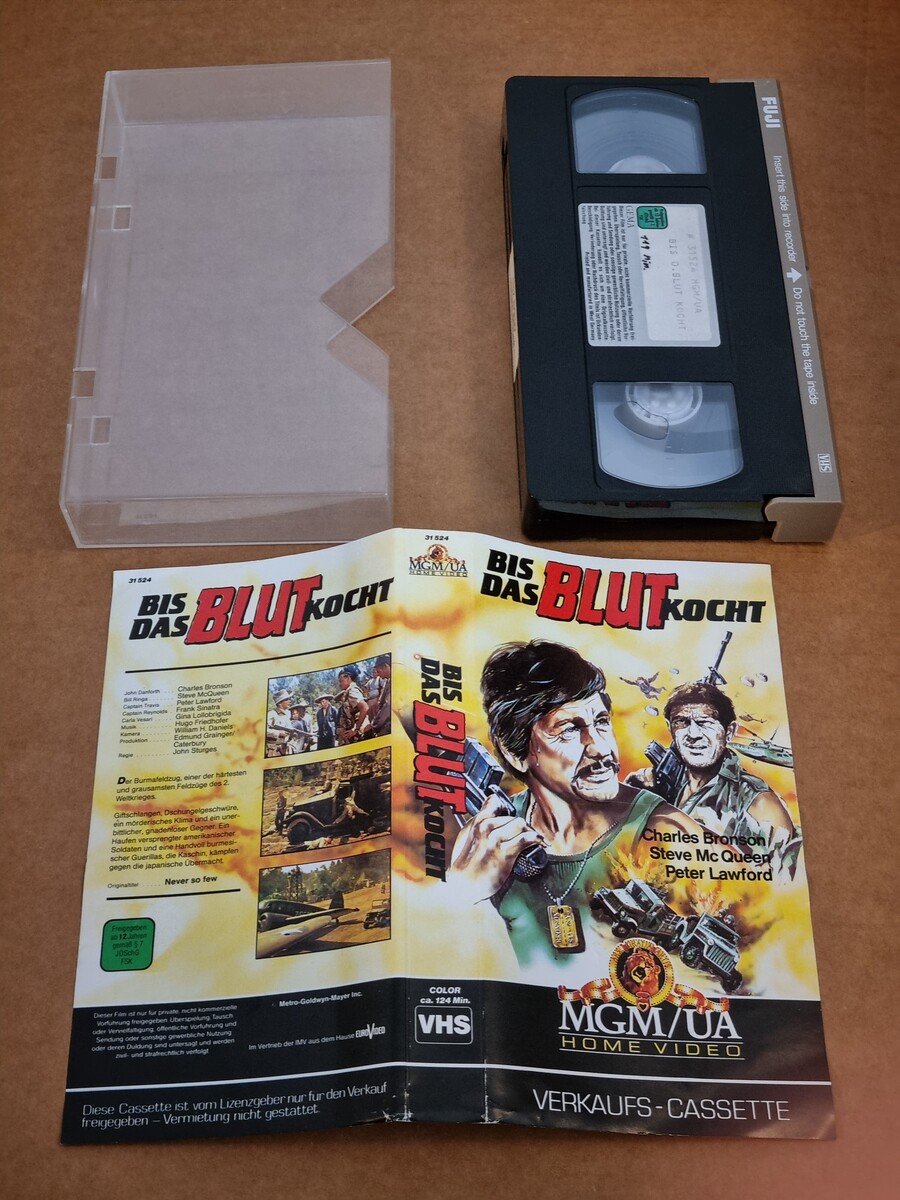 FUJI
Insert this side into recorder
Do not touch the tape inside
VHS
# 31524 MGM/UA
BIS D.BLUT KOCHT
119 Min.
GEMA
31 524
BIS
DAS BLUT KOCHT
John Danforth Charles Bronson
Bill Ringa Steve McQueen
Captain Travis Peter Lawford
Captain Reynolds Frank Sinatra
Carla Vesari Gina Lollobrigida
Musik Hugo Friedhofer
Kamera William H. Daniels
Produktion Edmund Grainger/
Caterbury
Regie John Sturges
Der Burmafeldzug, einer der härtesten
und grausamsten Feldzüge des 2.
Weltkrieges.
Giftschlangen, Dschungelgeschwüre,
ein mörderisches Klima und ein uner-
bittlicher, gnadenloser Gegner. Ein
Haufen versprengter amerikanischer
Soldaten und eine Handvoll burmesi-
scher Guerillas, die Kaschin, kämpfen
gegen die japanische Übermacht.
Originaltitel Never so few
Freigegeben
ab 12 Jahren
gemäß § 7
JÖSchG
FSK
Dieser Film ist nur für private, nicht kommerzielle
Vorführung freigegeben. Überspielung, Tausch
oder Vervielfältigung, öffentliche Vorführung und
Sendung oder sonstige gewerbliche Nutzung
oder deren Duldung sind untersagt und werden
zivil- und strafrechtlich verfolgt.
Metro-Goldwyn-Mayer Inc.
Im Vertrieb der IMV aus dem Hause EUROVIDEO
Diese Cassette ist vom Lizenzgeber nur für den Verkauf
freigegeben – Vermietung nicht gestattet.
31 524
MGM/UA
HOME VIDEO
BIS
DAS BLUT KOCHT
COLOR
ca. 124 Min.
VHS
BIS
DAS BLUT KOCHT
Charles Bronson
Steve Mc Queen
Peter Lawford
MGM/UA
HOME VIDEO
VERKAUFS-CASSETTE